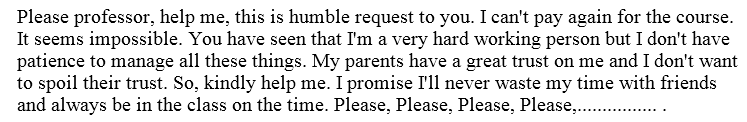 Please professor, help me, this is humble request to you. I can't pay again for the course.
It seems impossible. You have seen that I'm a very hard working person but I don't have
patience to manage all these things. My parents have a great trust on me and I don't want
to spoil their trust. So, kindly help me. I promise I'll never waste my time with friends
and always be in the class on the time. Please, Please, Please, Please,................ .